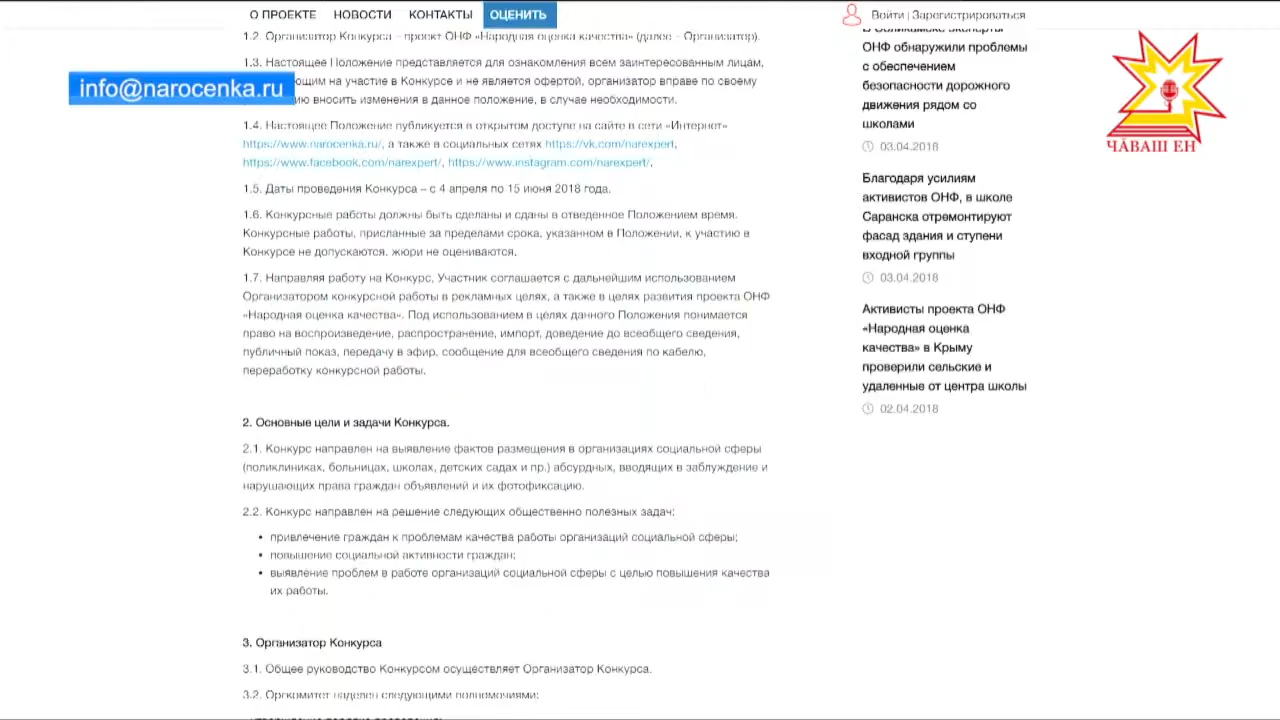 О ПРОЕКТЕ НОВОСТИ КОНТАКТЫ ОЦЕНИТЬ
Войти | Зарегистрироваться
1.2. Организатор Конкурса – проект ОНФ «Народная оценка качества» (далее – Организатор).
1.3. Настоящее Положение представляется для ознакомления всем заинтересованным лицам,
ющим на участие в Конкурсе и не является офертой, организатор вправе по своему
ию вносить изменения в данное положение, в случае необходимости.
info@narocenka.ru
1.4. Настоящее Положение публикуется в открытом доступе на сайте в сети «Интернет»
https://www.narocenka.ru/, а также в социальных сетях https://vk.com/narexpert,
https://www.facebook.com/narexpert/, https://www.instagram.com/narexpert/.
1.5. Даты проведения Конкурса – с 4 апреля по 15 июня 2018 года.
1.6. Конкурсные работы должны быть сделаны и сданы в отведенное Положением время.
Конкурсные работы, присланные за пределами срока, указанном в Положении, к участию в
Конкурсе не допускаются, жюри не оцениваются.
1.7. Направляя работу на Конкурс, Участник соглашается с дальнейшим использованием
Организатором конкурсной работы в рекламных целях, а также в целях развития проекта ОНФ
«Народная оценка качества». Под использованием в целях данного Положения понимается
право на воспроизведение, распространение, импорт, доведение до всеобщего сведения,
публичный показ, передачу в эфир, сообщение для всеобщего сведения по кабелю,
переработку конкурсной работы.
2. Основные цели и задачи Конкурса.
2.1. Конкурс направлен на выявление фактов размещения в организациях социальной сферы
(поликлиниках, больницах, школах, детских садах и пр.) абсурдных, вводящих в заблуждение и
нарушающих права граждан объявлений и их фотофиксацию.
2.2. Конкурс направлен на решение следующих общественно полезных задач:
• привлечение граждан к проблемам качества работы организаций социальной сферы;
• повышение социальной активности граждан;
• выявление проблем в работе организаций социальной сферы с целью повышения качества
их работы.
3. Организатор Конкурса
3.1. Общее руководство Конкурсом осуществляет Организатор Конкурса.
3.2. Оргкомитет наделен следующими полномочиями:
В Соликамске эксперты
ОНФ обнаружили проблемы
с обеспечением
безопасности дорожного
движения рядом со
школами
03.04.2018
Благодаря усилиям
активистов ОНФ, в школе
Саранска отремонтируют
фасад здания и ступени
входной группы
03.04.2018
Активисты проекта ОНФ
«Народная оценка
качества» в Крыму
проверили сельские и
удаленные от центра школы
02.04.2018
ЧӐВАШ ЕН